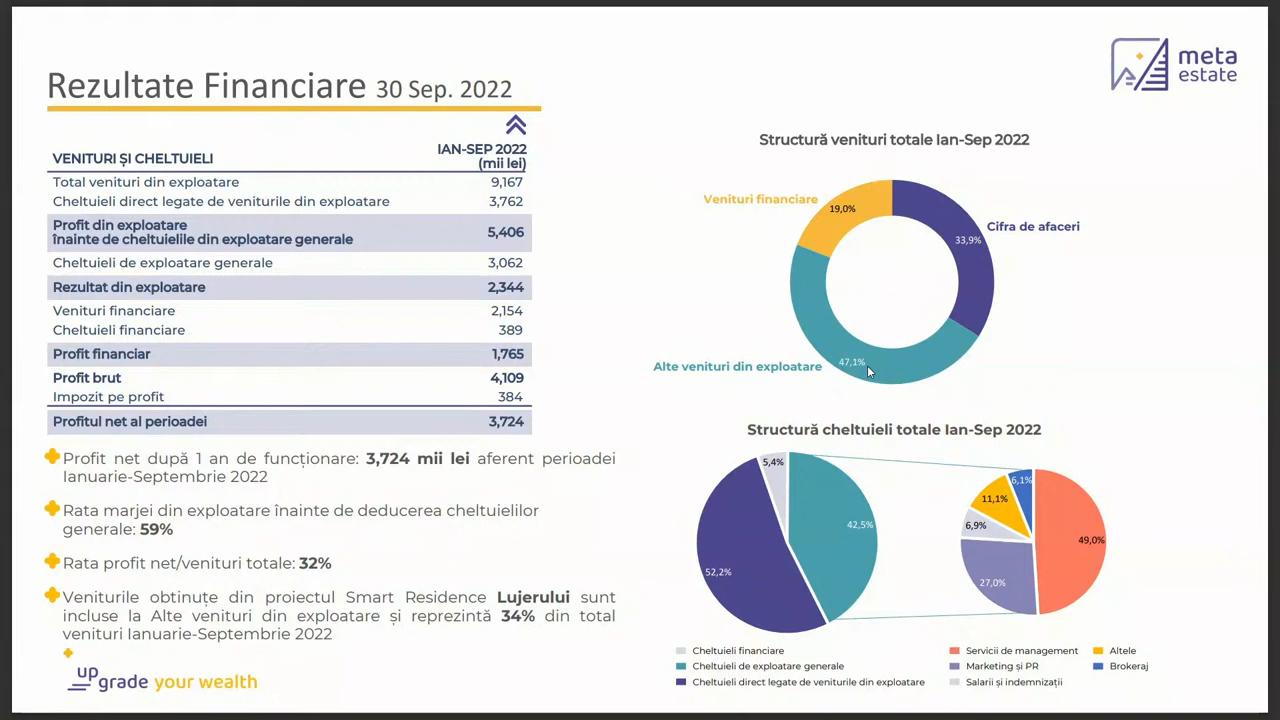 Rezultate Financiare 30 Sep. 2022
meta
estate
VENITURI ȘI CHELTUIELI
IAN-SEP 2022
(mii lei)
Total venituri din exploatare 9,167
Cheltuieli direct legate de veniturile din exploatare 3,762
Profit din exploatare
înainte de cheltuielile din exploatare generale 5,406
Cheltuieli de exploatare generale 3,062
Rezultat din exploatare 2,344
Venituri financiare 2,154
Cheltuieli financiare 389
Profit financiar 1,765
Profit brut 4,109
Impozit pe profit 384
Profitul net al perioadei 3,724
Profit net după 1 an de funcționare: 3,724 mii lei aferent perioadei
Ianuarie-Septembrie 2022
Rata marjei din exploatare înainte de deducerea cheltuielilor
generale: 59%
Rata profit net/venituri totale: 32%
Veniturile obtinuțe din proiectul Smart Residence Lujerului sunt
incluse la Alte venituri din exploatare și reprezintă 34% din total
venituri Ianuarie-Septembrie 2022
upgrade your wealth
Structură venituri totale Ian-Sep 2022
Venituri financiare
19,0%
Cifra de afaceri
33,9%
Alte venituri din exploatare
47,1%
Structură cheltuieli totale Ian-Sep 2022
5,4%
42,5%
52,2%
6,1%
11,1%
6,9%
49,0%
27,0%
Cheltuieli financiare
Cheltuieli de exploatare generale
Cheltuieli direct legate de veniturile din exploatare
Servicii de management
Marketing și PR
Salarii și indemnizații
Altele
Brokeraj